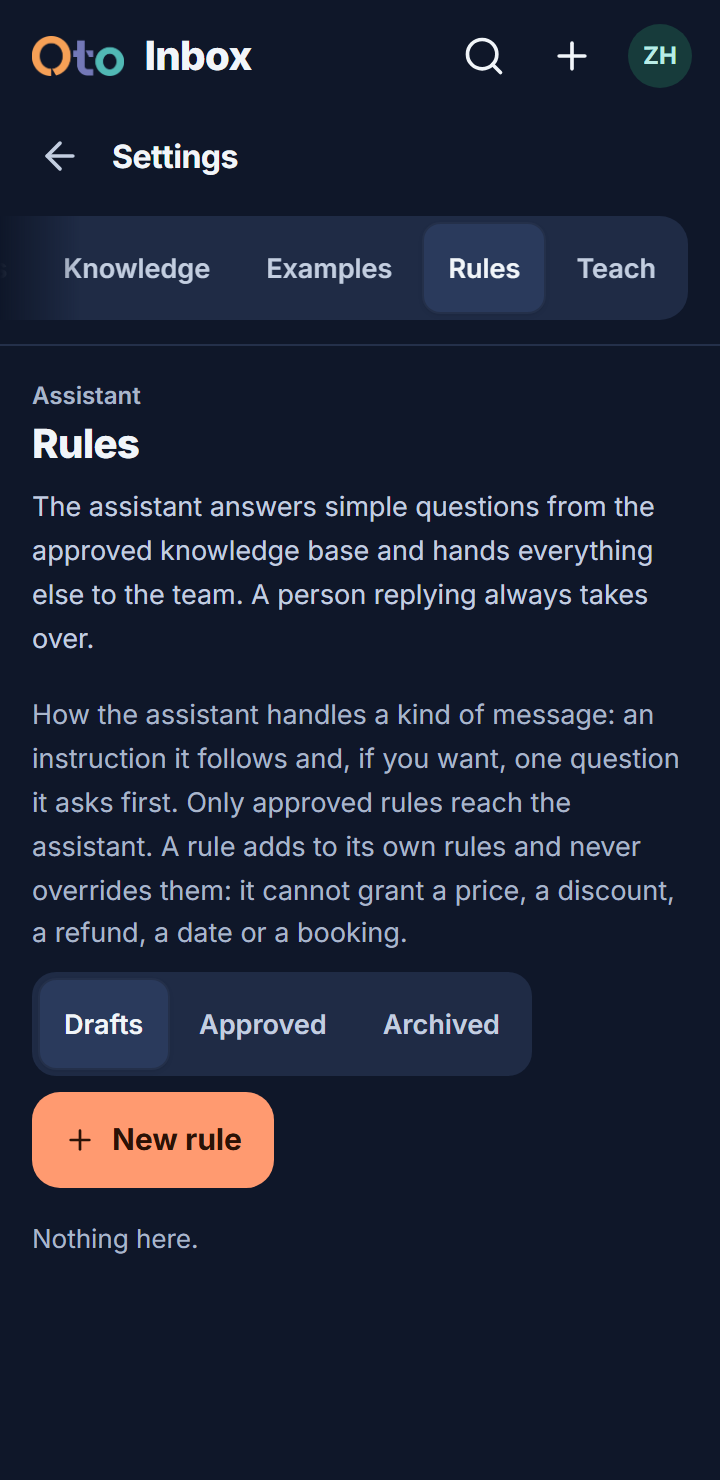 Oto Inbox
ZH
Settings
Knowledge Examples Rules Teach
Assistant
Rules
The assistant answers simple questions from the
approved knowledge base and hands everything
else to the team. A person replying always takes
over.
How the assistant handles a kind of message: an
instruction it follows and, if you want, one question
it asks first. Only approved rules reach the
assistant. A rule adds to its own rules and never
overrides them: it cannot grant a price, a discount,
a refund, a date or a booking.
Drafts Approved Archived
+ New rule
Nothing here.